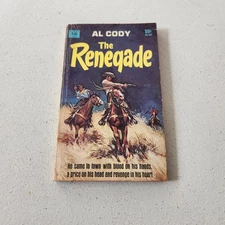 AL CODY
The
Renegade
He came to town with blood on his hands,
a price on his head and revenge in his heart